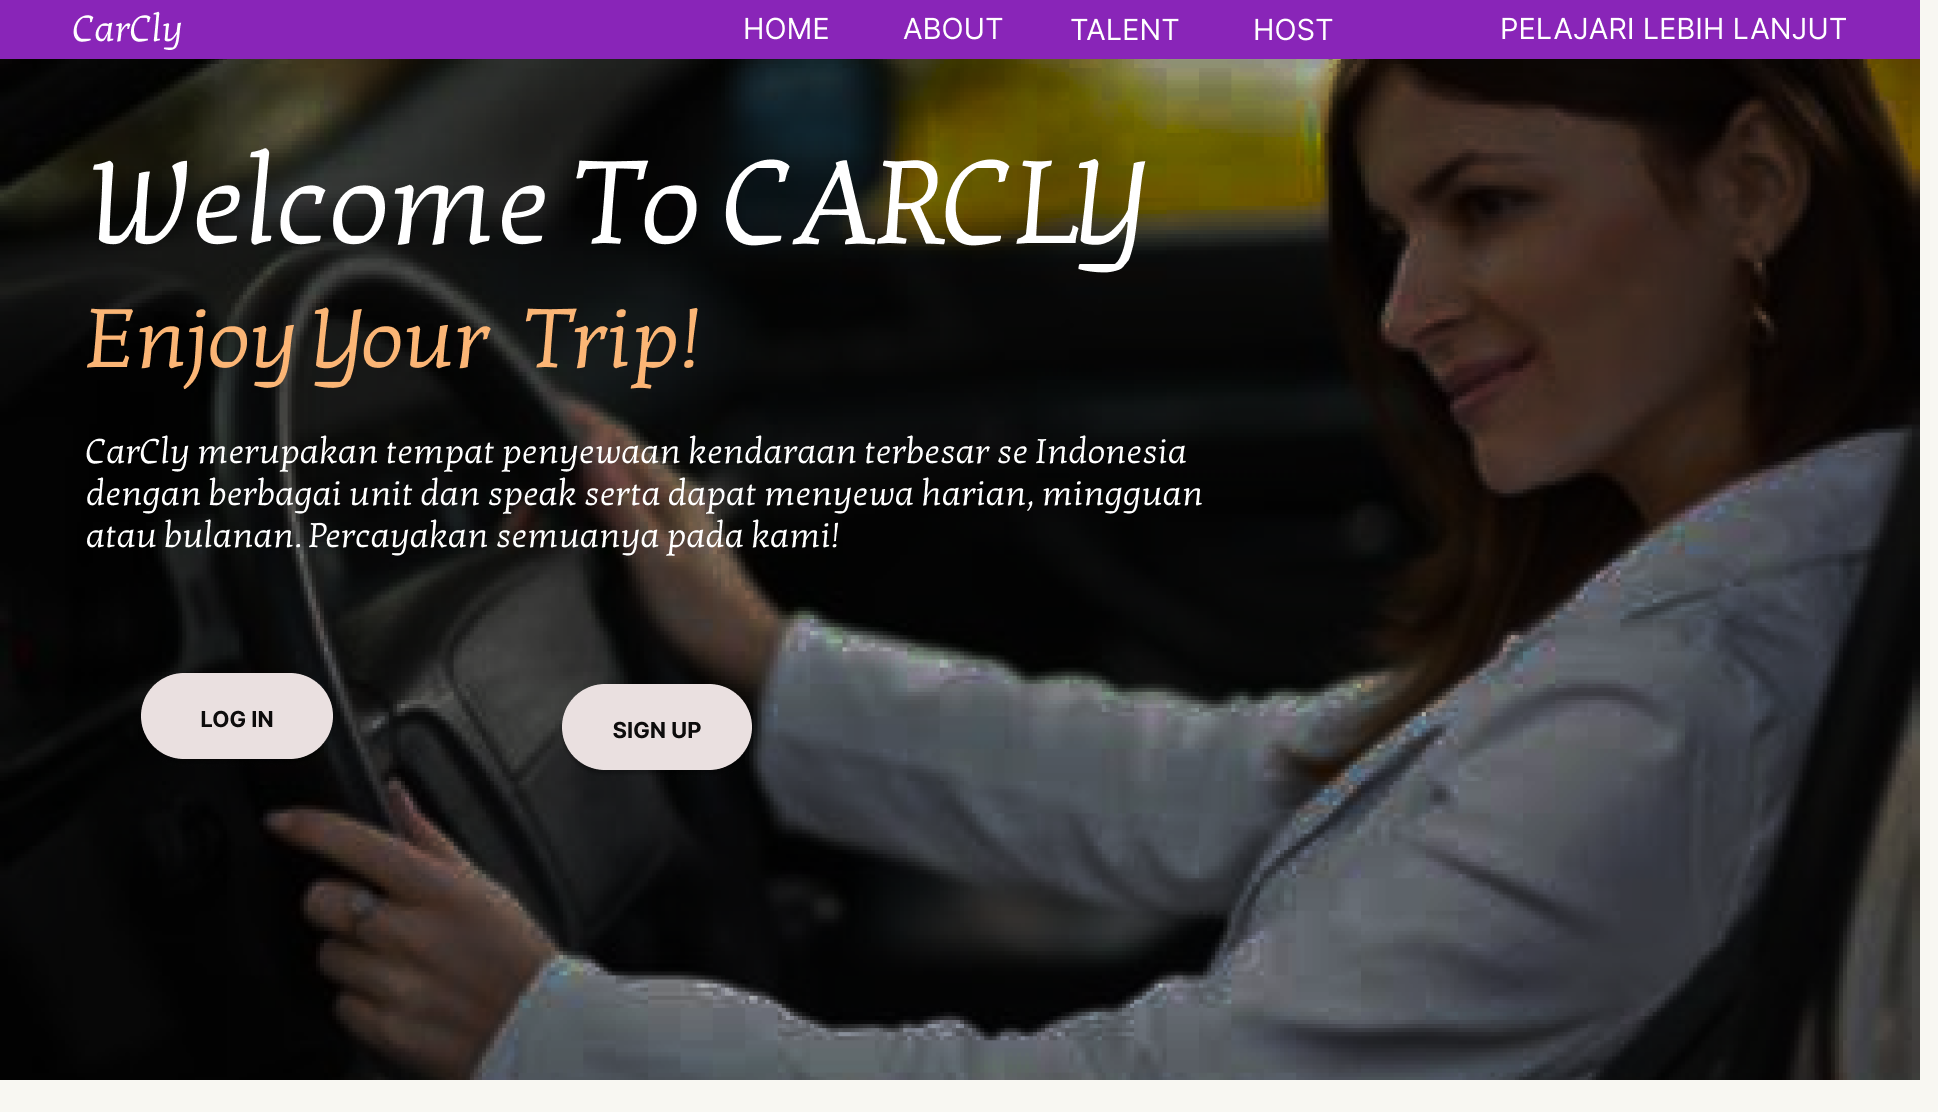 CarCly
HOME
ABOUT
TALENT
HOST
PELAJARI LEBIH LANJUT
Welcome To CARCLY
Enjoy Your Trip!
CarCly merupakan tempat penyewaan kendaraan terbesar se Indonesia
dengan berbagai unit dan speak serta dapat menyewa harian, mingguan
atau bulanan. Percayakan semuanya pada kami!
LOG IN
SIGN UP